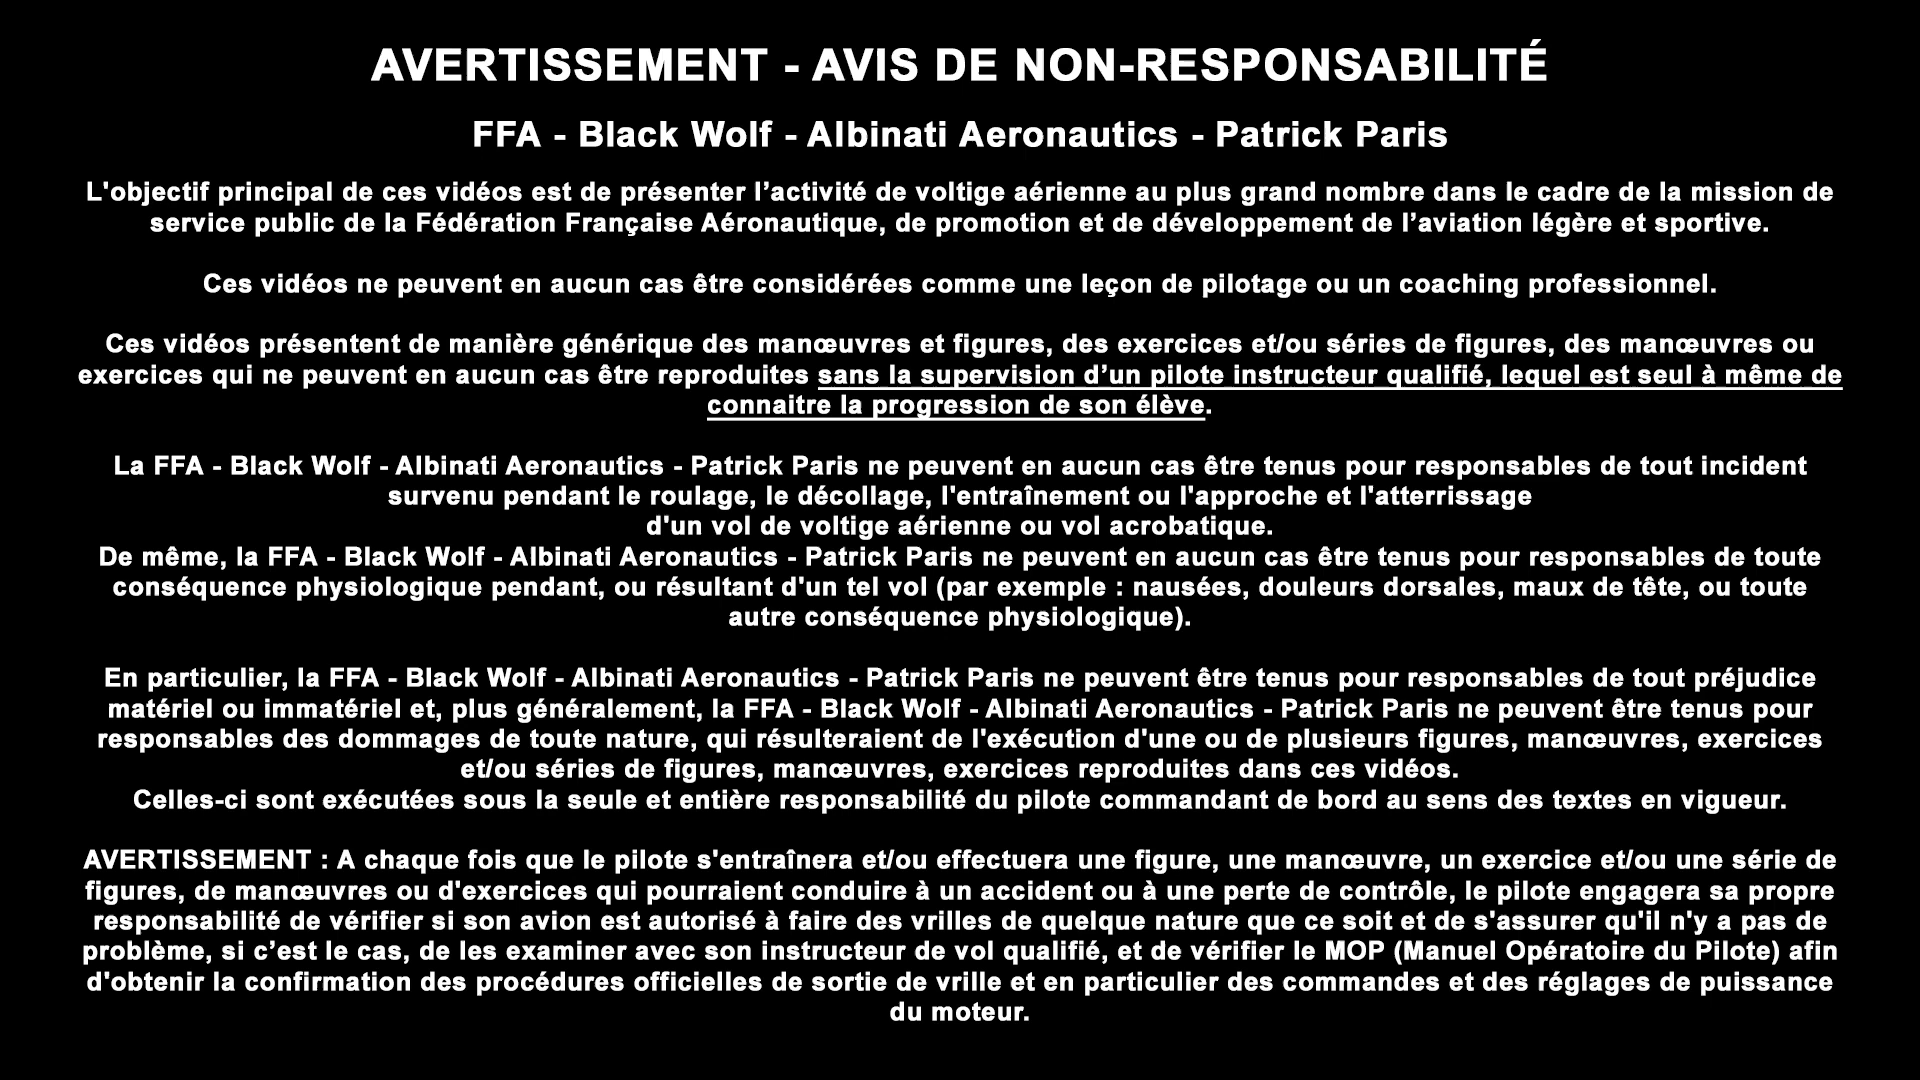 AVERTISSEMENT - AVIS DE NON-RESPONSABILITÉ
FFA - Black Wolf - Albinati Aeronautics - Patrick Paris
L'objectif principal de ces vidéos est de présenter l’activité de voltige aérienne au plus grand nombre dans le cadre de la mission de
service public de la Fédération Française Aéronautique, de promotion et de développement de l’aviation légère et sportive.
Ces vidéos ne peuvent en aucun cas être considérées comme une leçon de pilotage ou un coaching professionnel.
Ces vidéos présentent de manière générique des manœuvres et figures, des exercices et/ou séries de figures, des manœuvres ou
exercices qui ne peuvent en aucun cas être reproduites sans la supervision d’un pilote instructeur qualifié, lequel est seul à même de
connaitre la progression de son élève.
La FFA - Black Wolf - Albinati Aeronautics - Patrick Paris ne peuvent en aucun cas être tenus pour responsables de tout incident
survenu pendant le roulage, le décollage, l'entraînement ou l'approche et l'atterrissage
d'un vol de voltige aérienne ou vol acrobatique.
De même, la FFA - Black Wolf - Albinati Aeronautics - Patrick Paris ne peuvent en aucun cas être tenus pour responsables de toute
conséquence physiologique pendant, ou résultant d'un tel vol (par exemple : nausées, douleurs dorsales, maux de tête, ou toute
autre conséquence physiologique).
En particulier, la FFA - Black Wolf - Albinati Aeronautics - Patrick Paris ne peuvent être tenus pour responsables de tout préjudice
matériel ou immatériel et, plus généralement, la FFA - Black Wolf - Albinati Aeronautics - Patrick Paris ne peuvent être tenus pour
responsables des dommages de toute nature, qui résulteraient de l'exécution d'une ou de plusieurs figures, manœuvres, exercices
et/ou séries de figures, manœuvres, exercices reproduites dans ces vidéos.
Celles-ci sont exécutées sous la seule et entière responsabilité du pilote commandant de bord au sens des textes en vigueur.
AVERTISSEMENT : A chaque fois que le pilote s'entraînera et/ou effectuera une figure, une manœuvre, un exercice et/ou une série de
figures, de manœuvres ou d'exercices qui pourraient conduire à un accident ou à une perte de contrôle, le pilote engagera sa propre
responsabilité de vérifier si son avion est autorisé à faire des vrilles de quelque nature que ce soit et de s'assurer qu'il n'y a pas de
problème, si c’est le cas, de les examiner avec son instructeur de vol qualifié, et de vérifier le MOP (Manuel Opératoire du Pilote) afin
d'obtenir la confirmation des procédures officielles de sortie de vrille et en particulier des commandes et des réglages de puissance
du moteur.